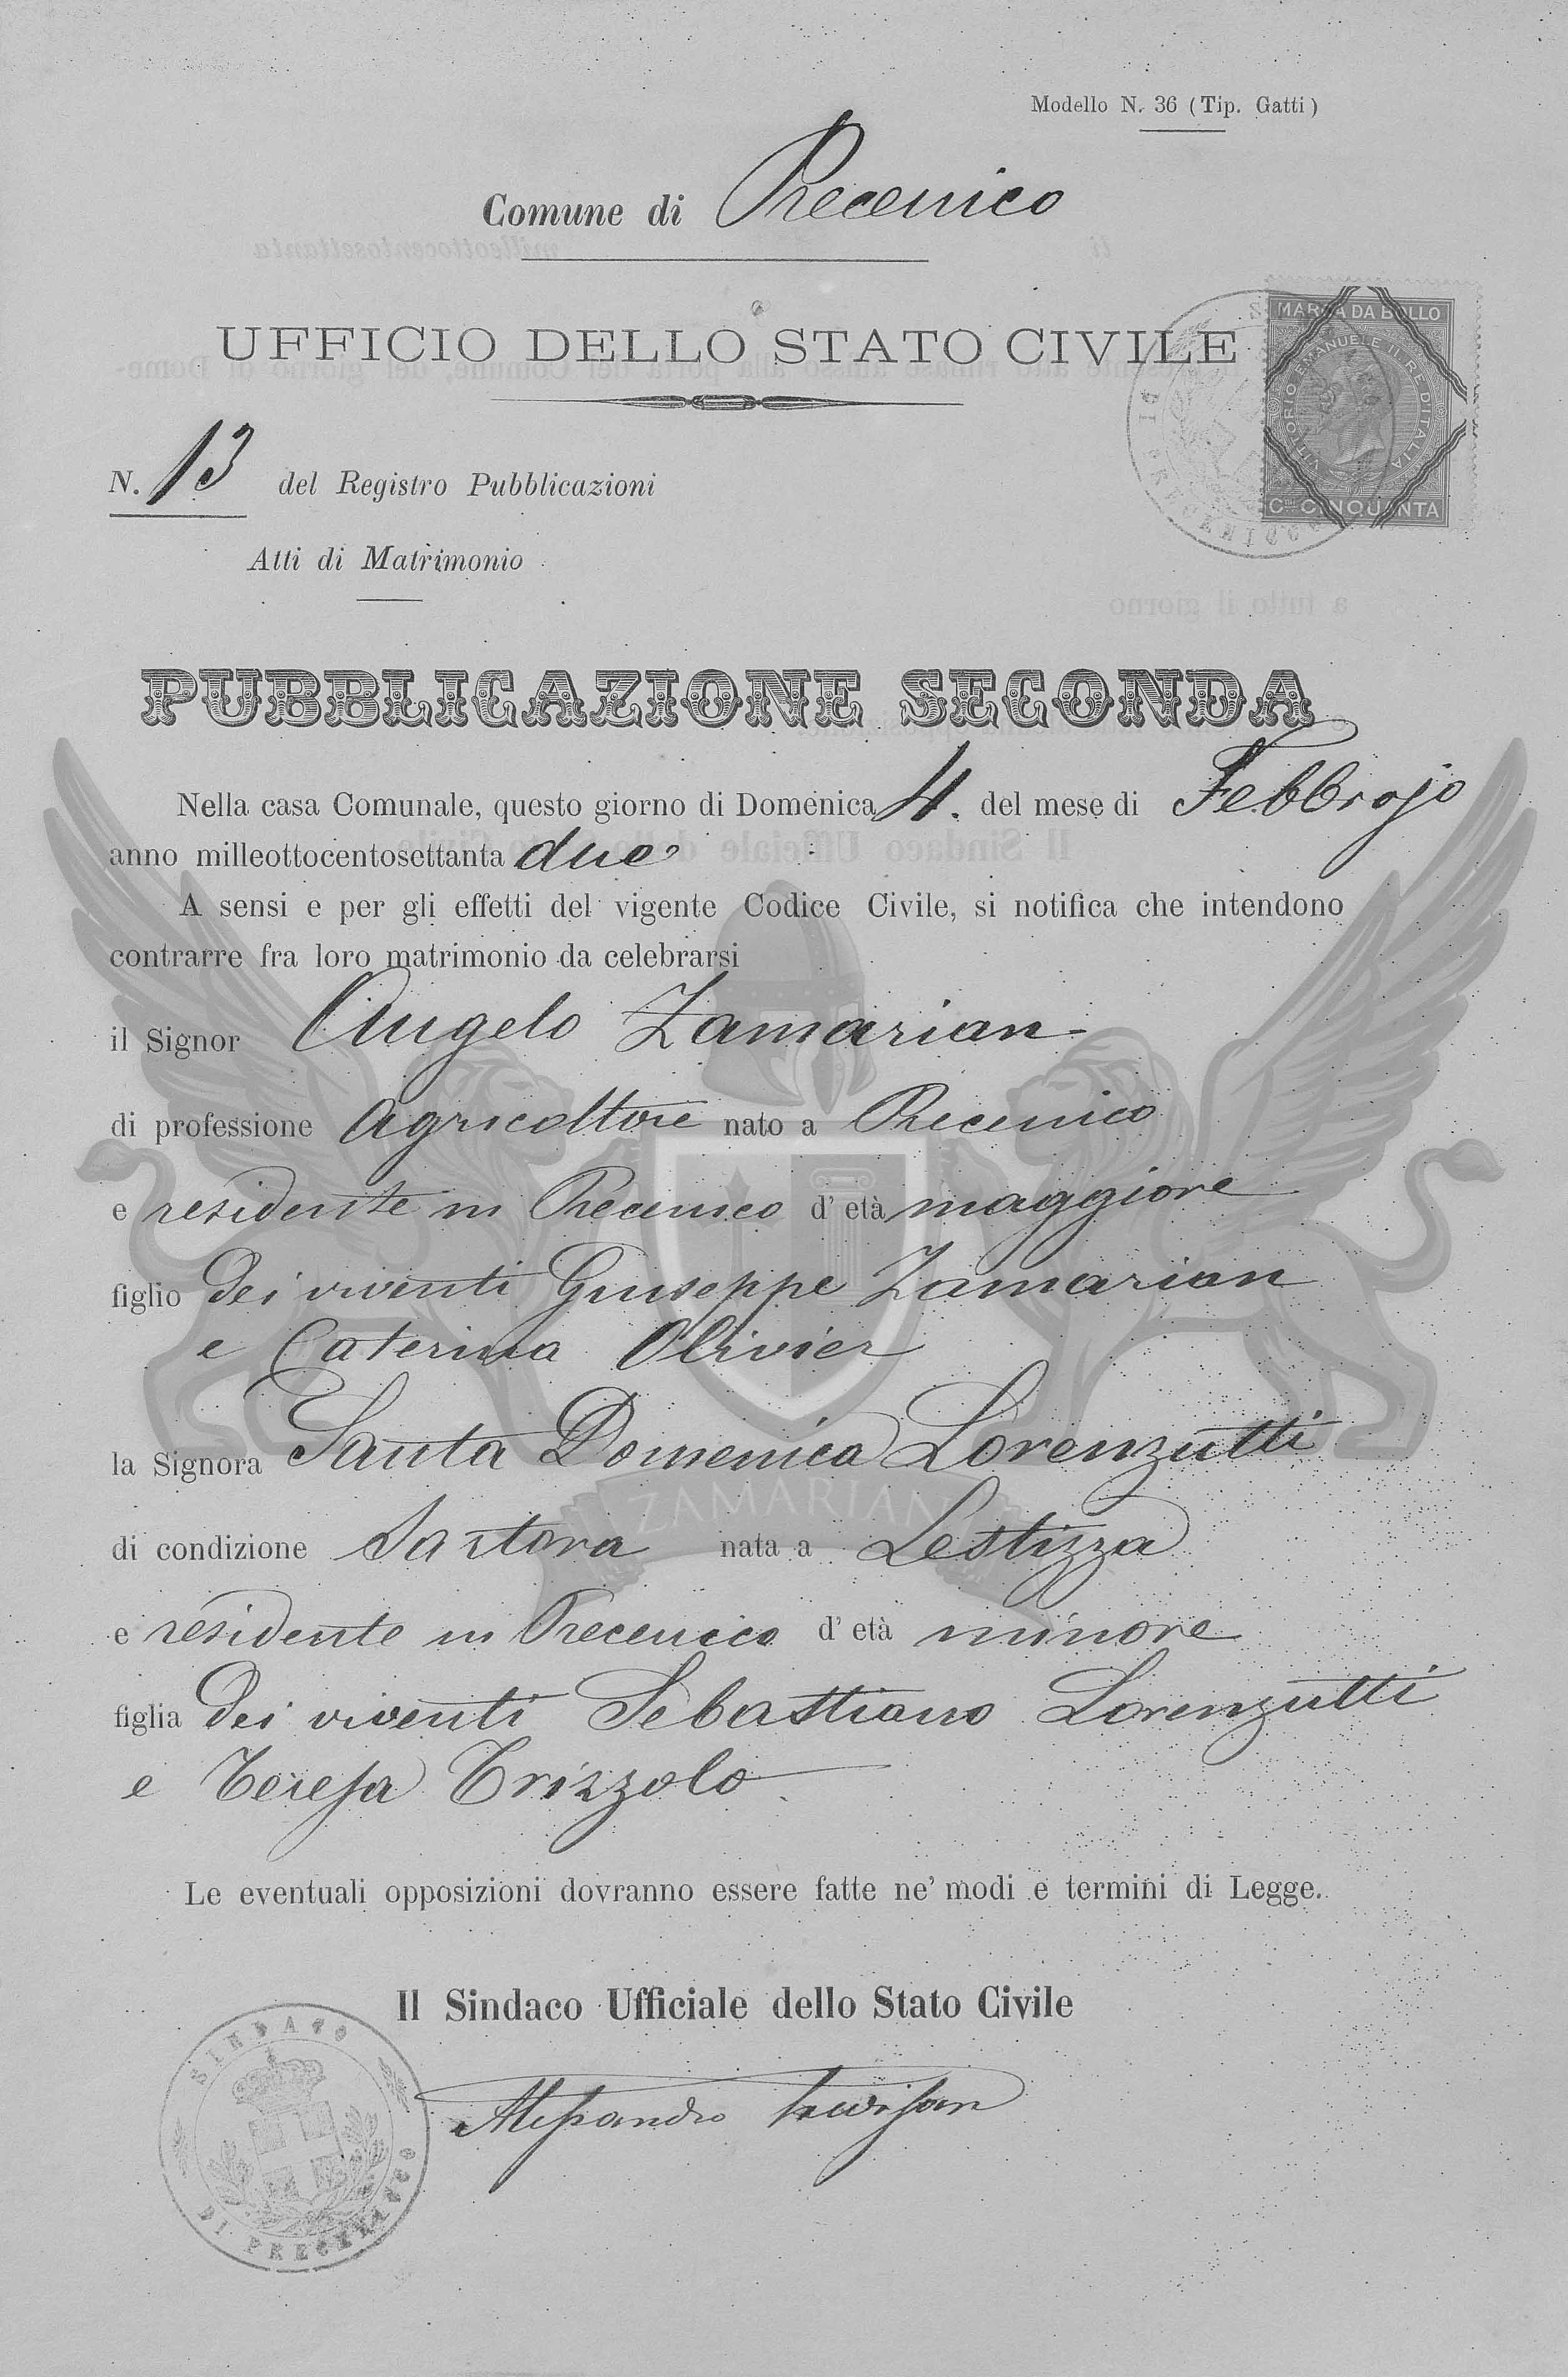 Modello N. 36 (Tip. Gatti)
Comune di Precenico
UFFICIO DELLO STATO CIVILE
MARCA DA BOLLO
VITTORIO EMANUELE II RE D'ITALIA
CMI CINQUANTA
N. 13 del Registro Pubblicazioni
Atti di Matrimonio
PUBBLICAZIONE SECONDA
Nella casa Comunale, questo giorno di Domenica 4. del mese di Febbrajo
anno milleottocentosettanta due
A sensi e per gli effetti del vigente Codice Civile, si notifica che intendono
contrarre fra loro matrimonio da celebrarsi
il Signor Angelo Zamarian
di professione Agricoltore nato a Precenico
e residente in Precenico d'età maggiore
figlio dei viventi Giuseppe Zamarian
e Caterina Olivier
la Signora Santa Domenica Lorenzutti
ZAMARIAN
di condizione Sartora nata a Lestizza
e residente in Precenico d'età minore
figlia dei viventi Sebastiano Lorenzutti
e Teresa Trizzolo
Le eventuali opposizioni dovranno essere fatte ne' modi e termini di Legge.
Il Sindaco Ufficiale dello Stato Civile
Alessandro
SINDACO
DI PRECENICCO